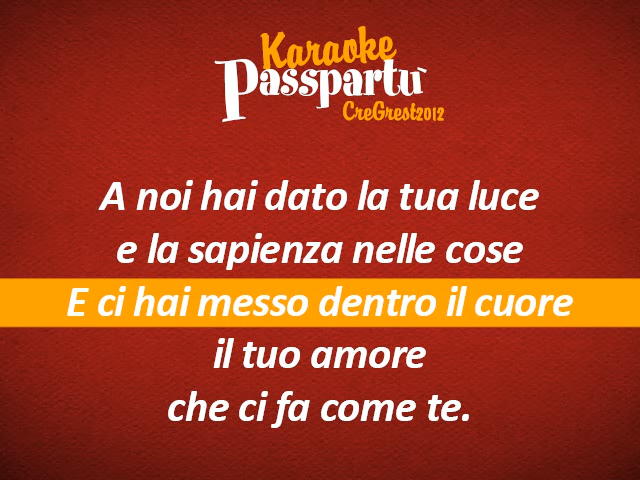 Karaoke
Passpartù
CreGrest2012
A noi hai dato la tua luce
e la sapienza nelle cose
E ci hai messo dentro il cuore
il tuo amore
che ci fa come te.